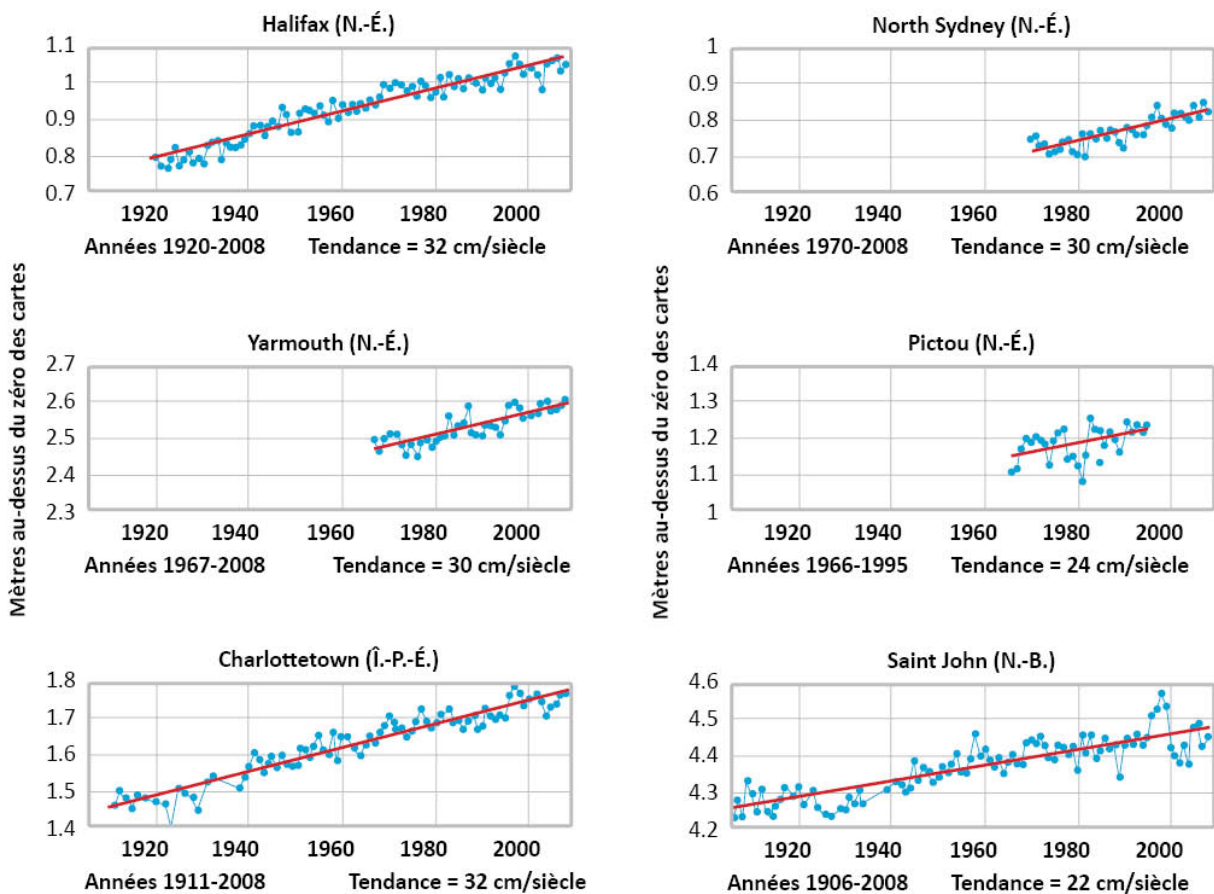 Mètres au-dessus du zéro des cartes
Halifax (N.-É.)
1.1
1
0.9
0.8
0.7
1920 1940 1960 1980 2000
Années 1920-2008 Tendance = 32 cm/siècle
Yarmouth (N.-É.)
2.7
2.6
2.5
2.4
2.3
1920 1940 1960 1980 2000
Années 1967-2008 Tendance = 30 cm/siècle
Charlottetown (Î.-P.-É.)
1.8
1.7
1.6
1.5
1.4
1920 1940 1960 1980 2000
Années 1911-2008 Tendance = 32 cm/siècle
Mètres au-dessus du zéro des cartes
North Sydney (N.-É.)
1
0.9
0.8
0.7
0.6
1920 1940 1960 1980 2000
Années 1970-2008 Tendance = 30 cm/siècle
Pictou (N.-É.)
1.4
1.3
1.2
1.1
1
1920 1940 1960 1980 2000
Années 1966-1995 Tendance = 24 cm/siècle
Saint John (N.-B.)
4.6
4.5
4.4
4.3
4.2
1920 1940 1960 1980 2000
Années 1906-2008 Tendance = 22 cm/siècle